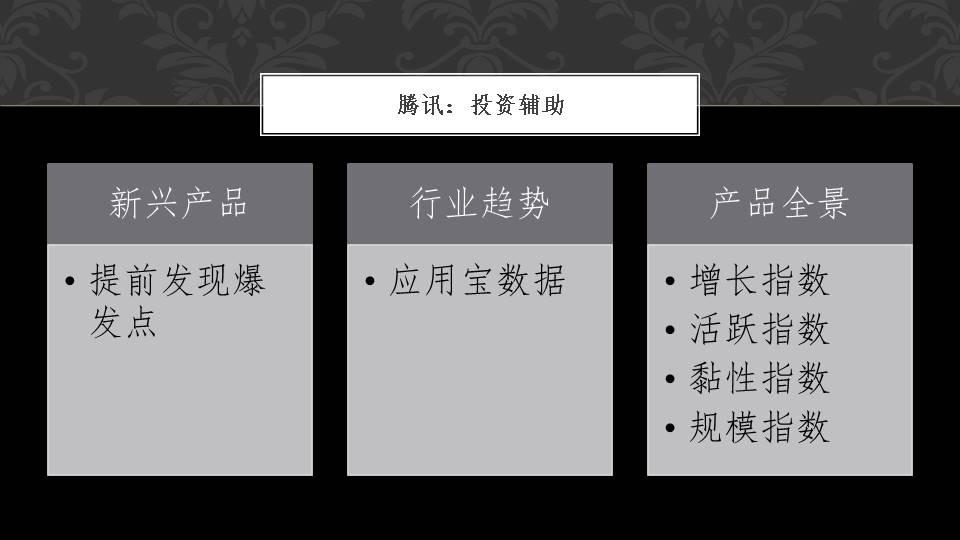 腾讯：投资辅助
新兴产品
• 提前发现爆
发点
行业趋势
• 应用宝数据
产品全景
• 增长指数
• 活跃指数
• 黏性指数
• 规模指数